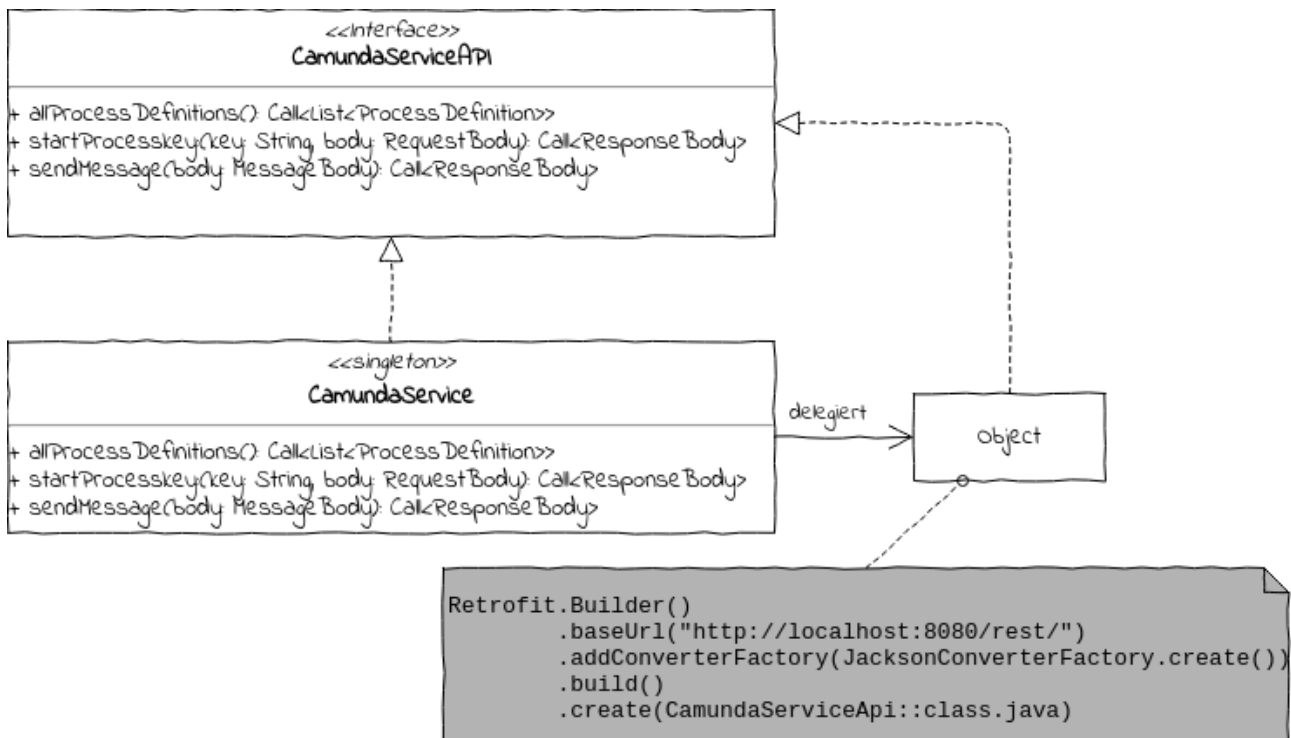 <<Interface>>
CamundaServiceAPI
+ allProcessDefinitions(): Call<List<ProcessDefinition>>
+ startProcessKey(key: String, body: RequestBody): Call<ResponseBody>
+ sendMessage(body: MessageBody): Call<ResponseBody>
<<singleton>>
CamundaService
+ allProcessDefinitions(): Call<List<ProcessDefinition>>
+ startProcessKey(key: String, body: RequestBody): Call<ResponseBody>
+ sendMessage(body: MessageBody): Call<ResponseBody>
delegiert
object
Retrofit.Builder()
.baseUrl("http://localhost:8080/rest/")
.addConverterFactory(JacksonConverterFactory.create())
.build()
.create(CamundaServiceApi::class.java)